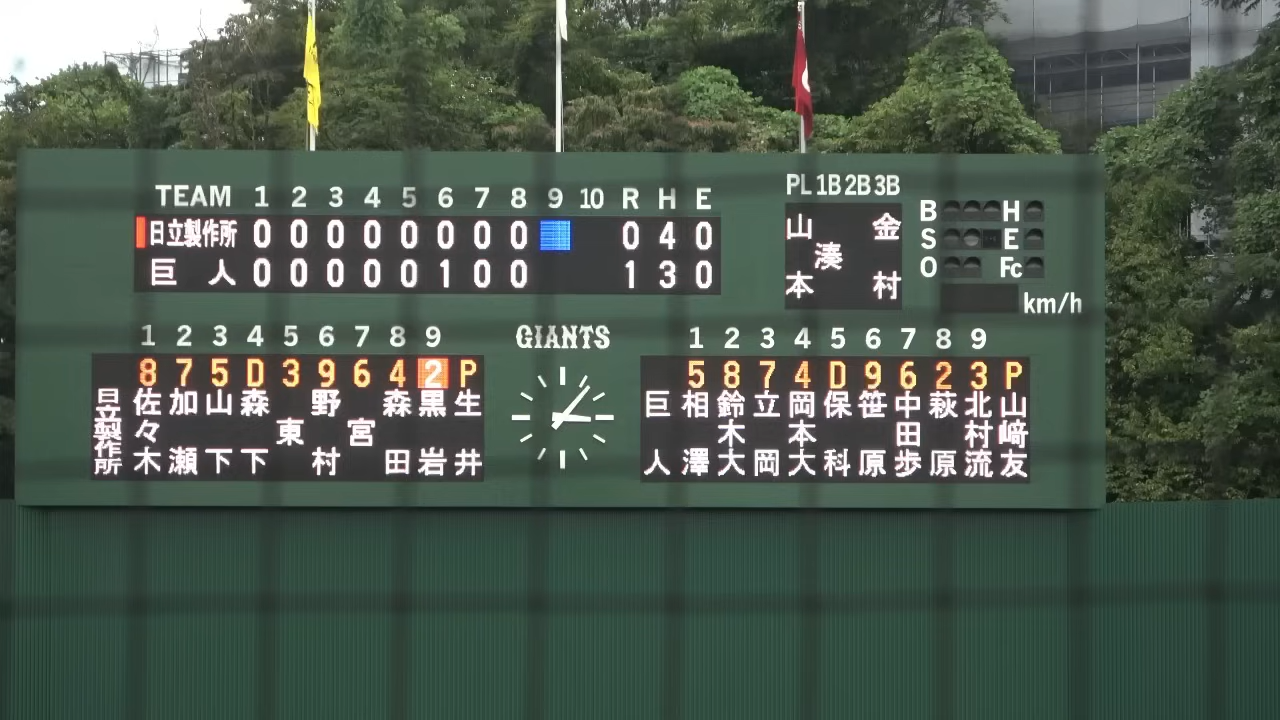 TEAM 1 2 3 4 5 6 7 8 9 10 R H E
日立製作所 0 0 0 0 0 0 0 0 0 4 0
巨人 0 0 0 0 0 1 0 0 1 3 0
PL 1B 2B 3B
山本 湊 金村
B H
S E
O Fc
km/h
1 2 3 4 5 6 7 8 9
8 7 5 D 3 9 6 4 2 P
日立製作所 佐々木 加瀬 山下 森下 東 野村 宮 森田 黒岩 生井
GIANTS
1 2 3 4 5 6 7 8 9
5 8 7 4 D 9 6 2 3 P
巨人 相澤 鈴木大 立岡 岡本大 保科 笹原 中田歩 萩原 北村流 山﨑友